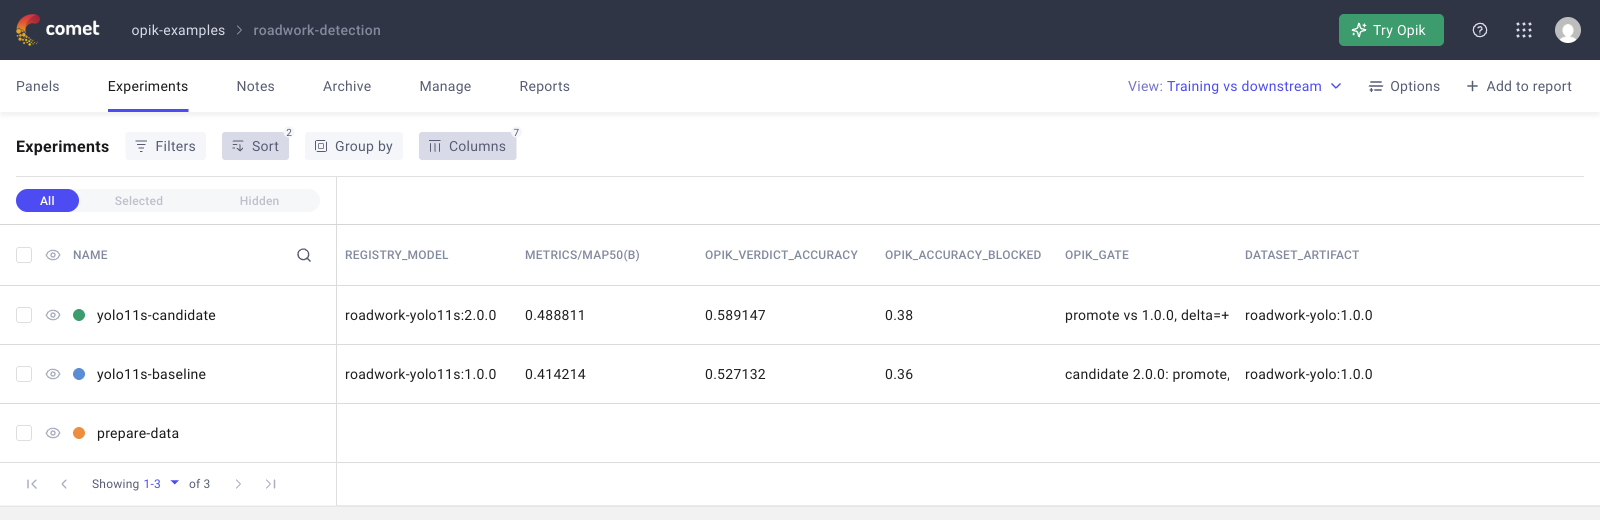 comet
opik-examples > roadwork-detection
Try Opik
Panels Experiments Notes Archive Manage Reports
View: Training vs downstream Options + Add to report
Experiments Filters Sort 2 Group by Columns 7
All Selected Hidden
NAME REGISTRY_MODEL METRICS/MAP50(B) OPIK_VERDICT_ACCURACY OPIK_ACCURACY_BLOCKED OPIK_GATE DATASET_ARTIFACT
yolo11s-candidate roadwork-yolo11s:2.0.0 0.488811 0.589147 0.38 promote vs 1.0.0, delta=+ roadwork-yolo:1.0.0
yolo11s-baseline roadwork-yolo11s:1.0.0 0.414214 0.527132 0.36 candidate 2.0.0: promote, roadwork-yolo:1.0.0
prepare-data
Showing 1-3 of 3